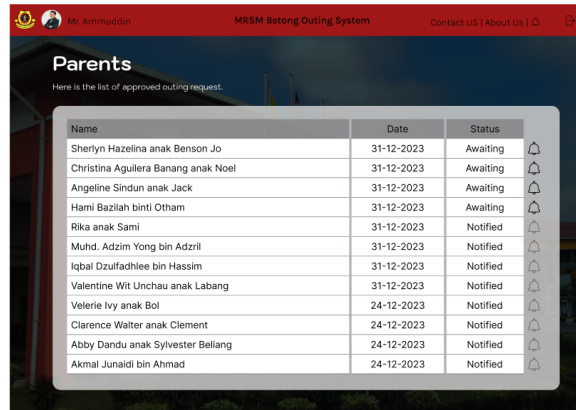 Mr. Ammuddin MRSM Betong Outing System Contact US | About Us |
Parents
Here is the list of approved outing request.
Name Date Status
Sherlyn Hazelina anak Benson Jo 31-12-2023 Awaiting
Christina Aguilera Banang anak Noel 31-12-2023 Awaiting
Angeline Sindun anak Jack 31-12-2023 Awaiting
Hami Bazilah binti Otham 31-12-2023 Awaiting
Rika anak Sami 31-12-2023 Notified
Muhd. Adzim Yong bin Adzril 31-12-2023 Notified
Iqbal Dzulfadhlee bin Hassim 31-12-2023 Notified
Valentine Wit Unchau anak Labang 31-12-2023 Notified
Velerie Ivy anak Bol 24-12-2023 Notified
Clarence Walter anak Clement 24-12-2023 Notified
Abby Dandu anak Sylvester Beliang 24-12-2023 Notified
Akmal Junaidi bin Ahmad 24-12-2023 Notified